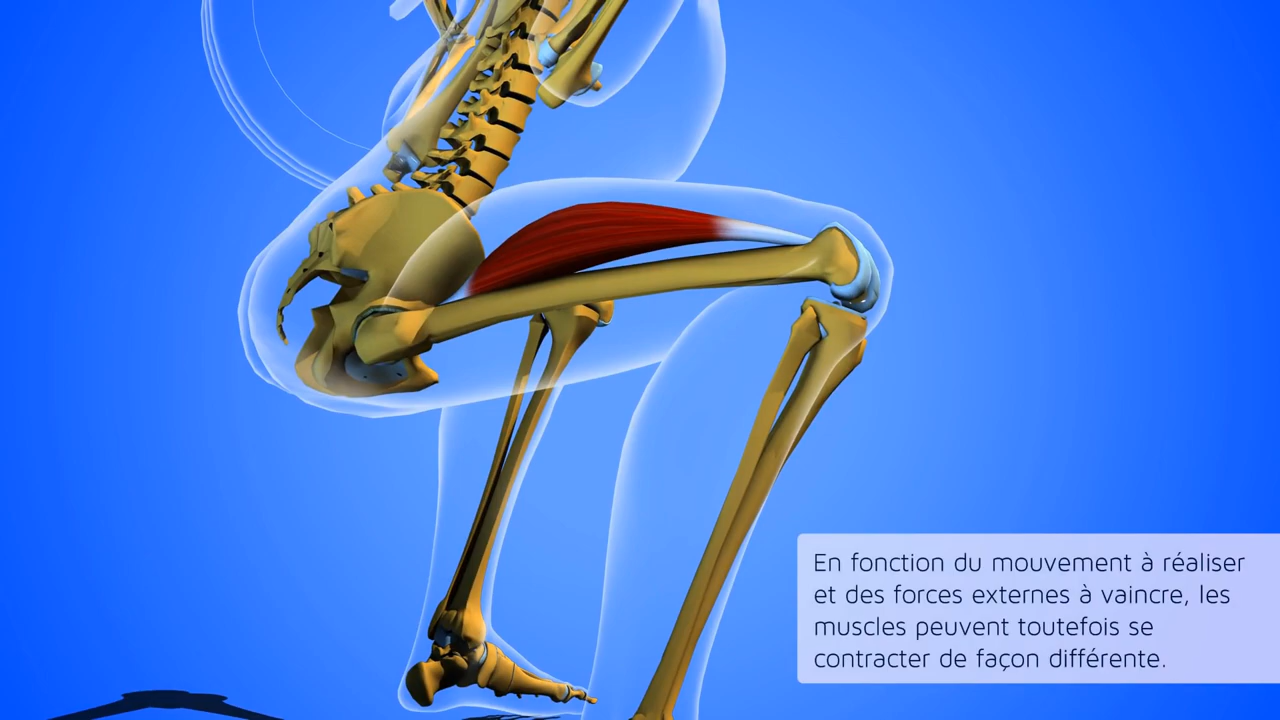 En fonction du mouvement à réaliser
et des forces externes à vaincre, les
muscles peuvent toutefois se
contracter de façon différente.